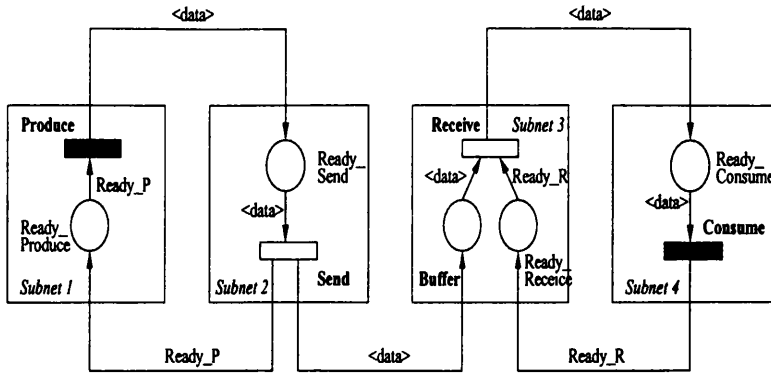 <data>
<data>
Produce
Ready_P
Ready_
Produce
Subnet 1
Ready_
Send
<data>
Send
Subnet 2
Receive
Subnet 3
<data>
Ready_R
Buffer
Ready_
Receice
Ready_
Consume
<data>
Consume
Subnet 4
Ready_P
<data>
Ready_R